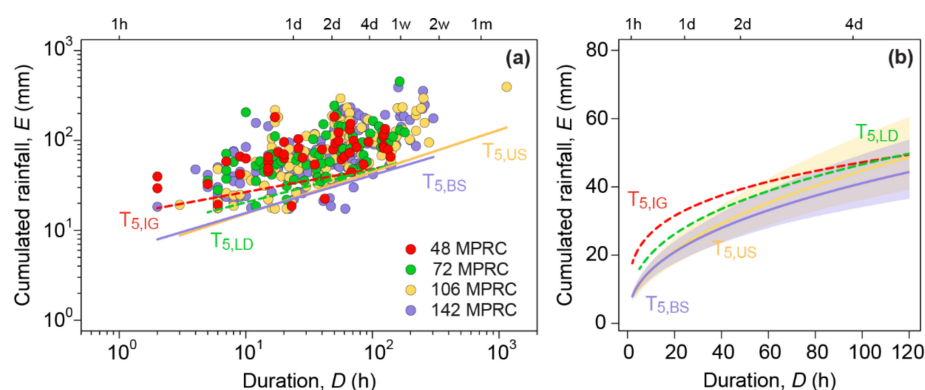 1h 1d 2d 4d 1w 2w 1m
(a)
Cumulated rainfall, E (mm)
10³
10²
10¹
10⁰
T5,US
T5,BS
T5,IG
T5,LD
48 MPRC
72 MPRC
106 MPRC
142 MPRC
10⁰ 10¹ 10² 10³
Duration, D (h)
1h 1d 2d 4d
(b)
Cumulated rainfall, E (mm)
80
60
40
20
0
T5,LD
T5,IG
T5,US
T5,BS
0 20 40 60 80 100 120
Duration, D (h)